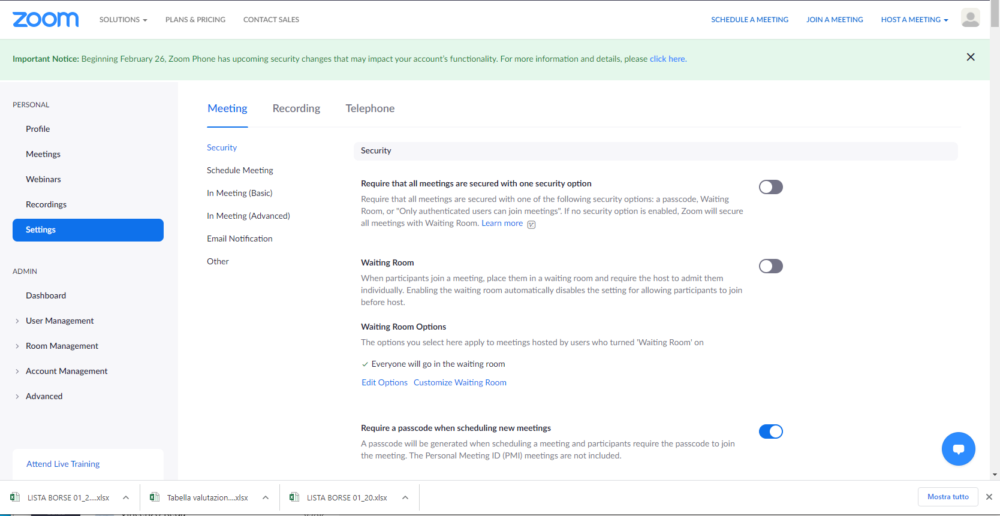 zoom
SOLUTIONS
PLANS & PRICING
CONTACT SALES
SCHEDULE A MEETING
JOIN A MEETING
HOST A MEETING
Important Notice: Beginning February 26, Zoom Phone has upcoming security changes that may impact your account's functionality. For more information and details, please click here.
PERSONAL
Profile
Meetings
Webinars
Recordings
Settings
ADMIN
Dashboard
User Management
Room Management
Account Management
Advanced
Attend Live Training
Meeting
Recording
Telephone
Security
Schedule Meeting
In Meeting (Basic)
In Meeting (Advanced)
Email Notification
Other
Security
Require that all meetings are secured with one security option
Require that all meetings are secured with one of the following security options: a passcode, Waiting
Room, or "Only authenticated users can join meetings". If no security option is enabled, Zoom will secure
all meetings with Waiting Room. Learn more
Waiting Room
When participants join a meeting, place them in a waiting room and require the host to admit them
individually. Enabling the waiting room automatically disables the setting for allowing participants to join
before host.
Waiting Room Options
The options you select here apply to meetings hosted by users who turned 'Waiting Room' on
Everyone will go in the waiting room
Edit Options Customize Waiting Room
Require a passcode when scheduling new meetings
A passcode will be generated when scheduling a meeting and participants require the passcode to join
the meeting. The Personal Meeting ID (PMI) meetings are not included.
LISTA BORSE 01_2....xlsx
Tabella valutazion....xlsx
LISTA BORSE 01_20.xlsx
Mostra tutto